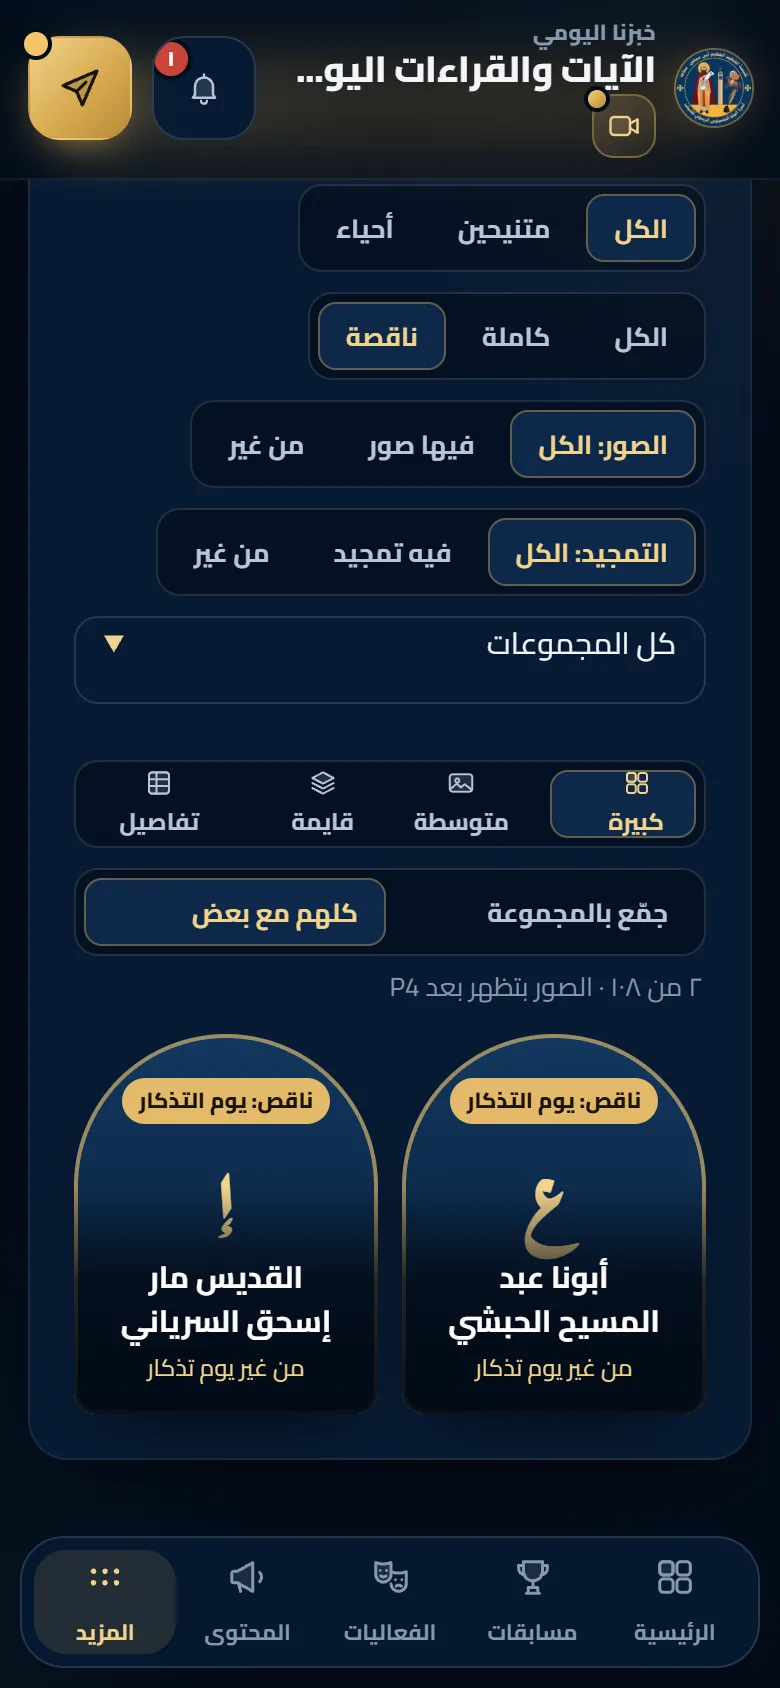 خبزنا اليومي
الآيات والقراءات اليو...
١
الكل متنيحين أحياء
الكل كاملة ناقصة
الصور: الكل فيها صور من غير
التمجيد: الكل فيه تمجيد من غير
كل المجموعات
كبيرة متوسطة قايمة تفاصيل
جمّع بالمجموعة كلهم مع بعض
٢ من ١٠٨ · الصور بتظهر بعد P4
ناقص: يوم التذكار
ع
أبونا عبد
المسيح الحبشي
من غير يوم تذكار
ناقص: يوم التذكار
إ
القديس مار
إسحق السرياني
من غير يوم تذكار
الرئيسية مسابقات الفعاليات المحتوى المزيد